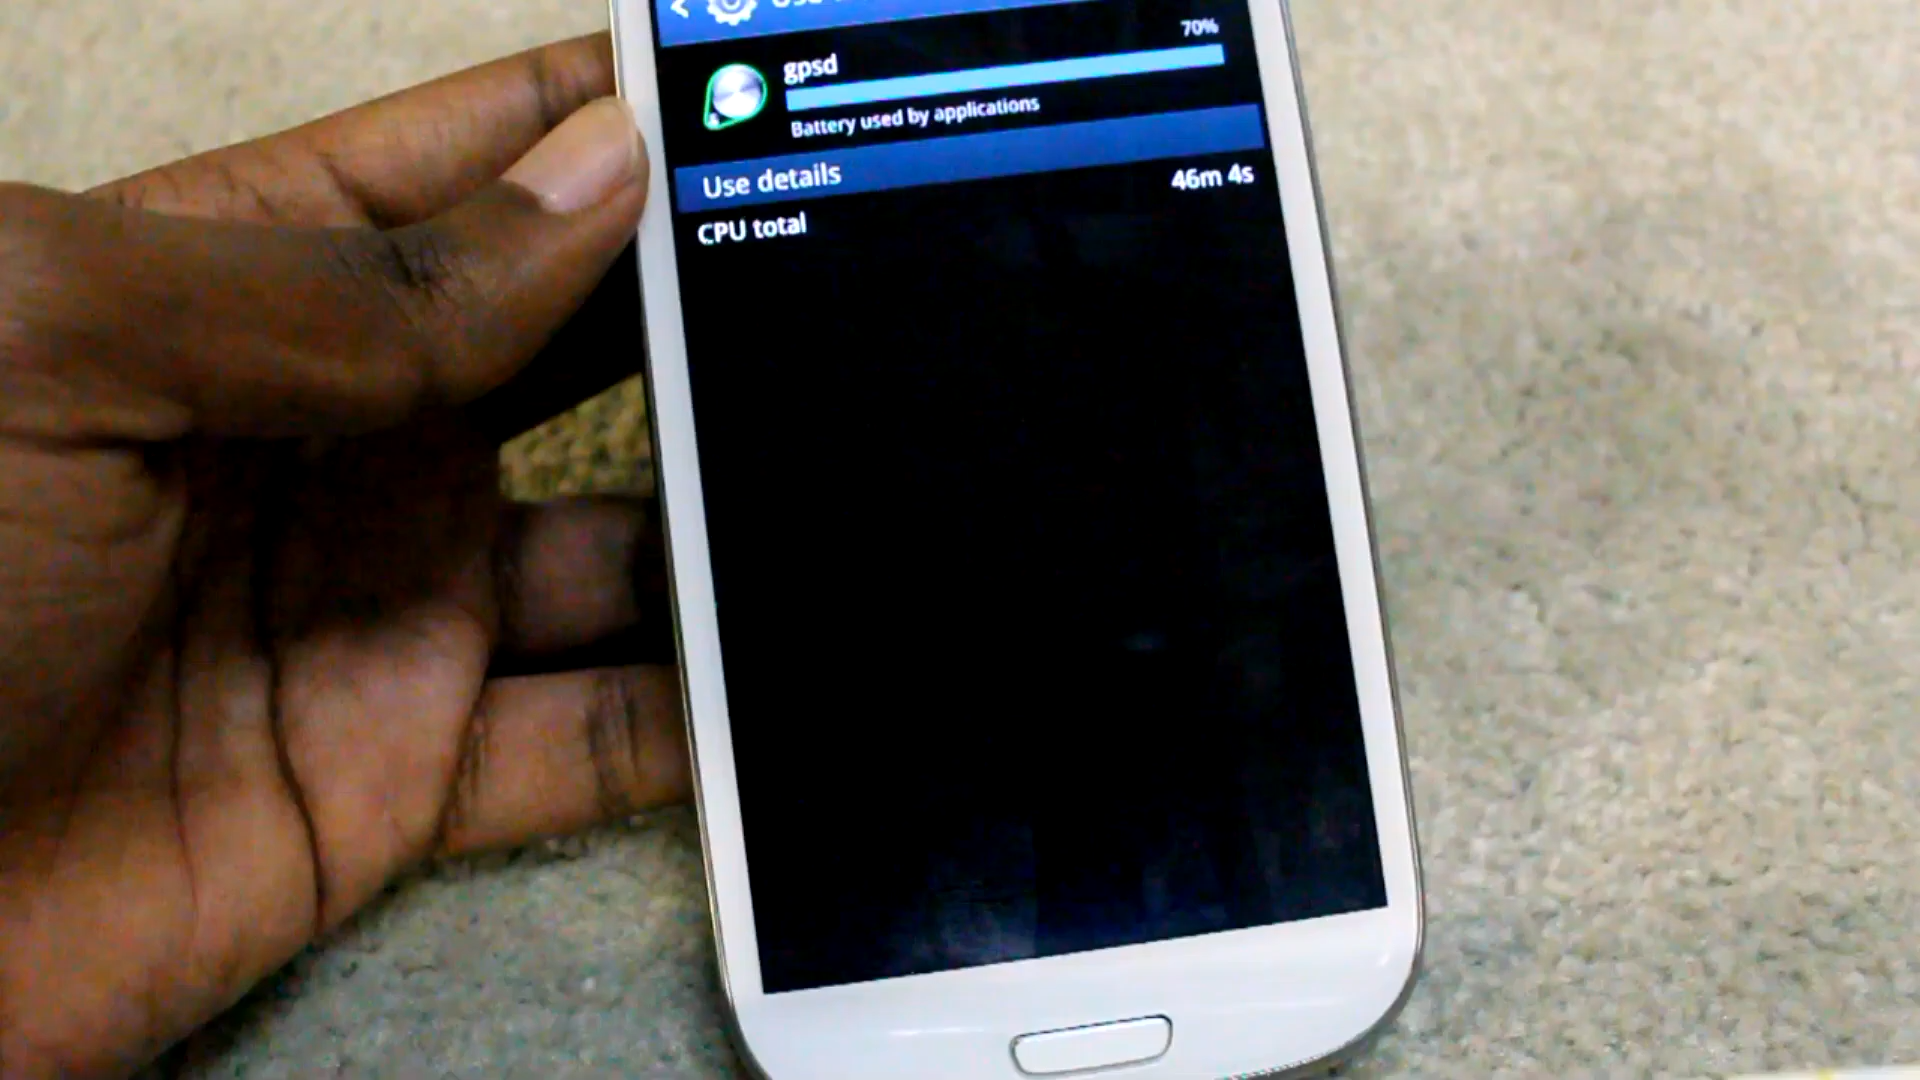 70%
gpsd
Battery used by applications
Use details
46m 4s
CPU total